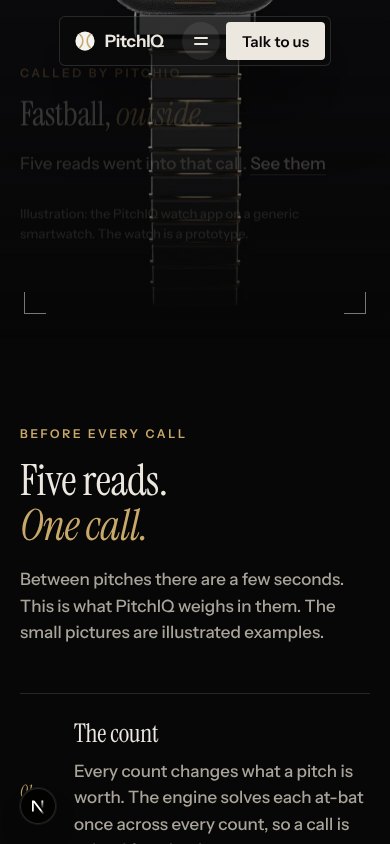 PitchIQ
Talk to us
CALLED BY PITCHIQ
Fastball, outside.
Five reads went into that call. See them
Illustration: the PitchIQ watch app on a generic
smartwatch. The watch is a prototype.
BEFORE EVERY CALL
Five reads.
One call.
Between pitches there are a few seconds.
This is what PitchIQ weighs in them. The
small pictures are illustrated examples.
The count
Every count changes what a pitch is
01
N
worth. The engine solves each at-bat
once across every count, so a call is